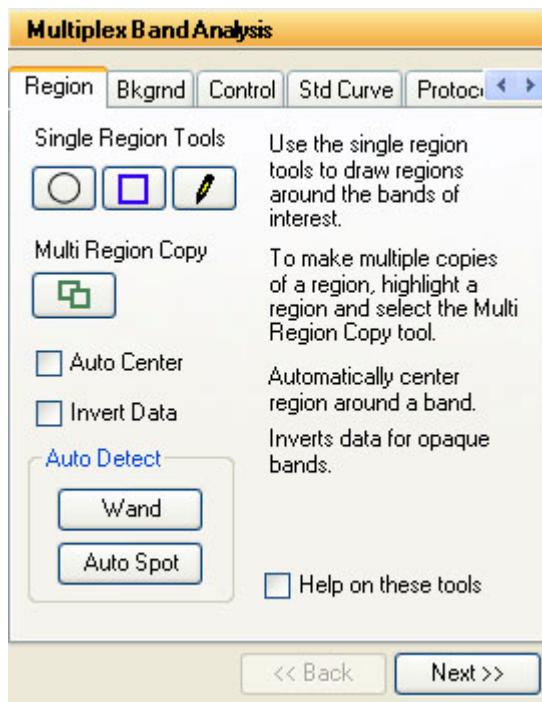 Multiplex Band Analysis
Region Bkgrnd Control Std Curve Protoc
Single Region Tools
Use the single region
tools to draw regions
around the bands of
interest.
Multi Region Copy
To make multiple copies
of a region, highlight a
region and select the Multi
Region Copy tool.
Auto Center
Automatically center
region around a band.
Invert Data
Inverts data for opaque
bands.
Auto Detect
Wand
Auto Spot
Help on these tools
<< Back
Next >>